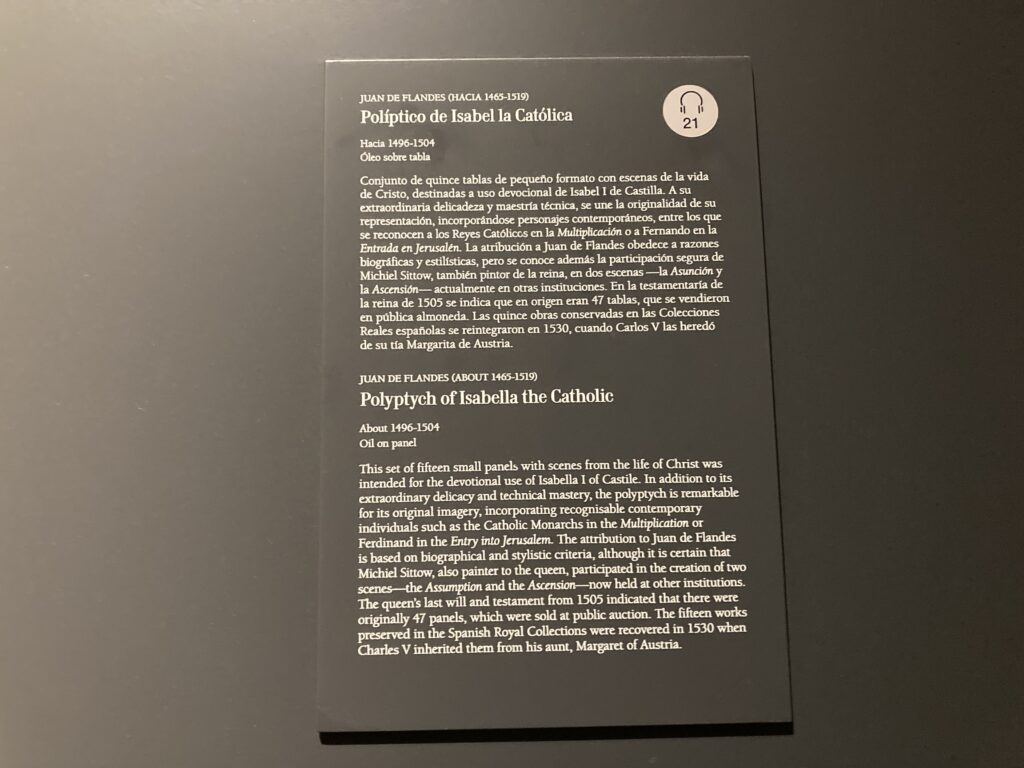 JUAN DE FLANDES (HACIA 1465-1519)
Políptico de Isabel la Católica
21
Hacia 1496-1504
Óleo sobre tabla
Conjunto de quince tablas de pequeño formato con escenas de la vida
de Cristo, destinadas a uso devocional de Isabel I de Castilla. A su
extraordinaria delicadeza y maestría técnica, se une la originalidad de su
representación, incorporándose personajes contemporáneos, entre los que
se reconocen a los Reyes Católicos en la Multiplicación o a Fernando en la
Entrada en Jerusalén. La atribución a Juan de Flandes obedece a razones
biográficas y estilísticas, pero se conoce además la participación segura de
Michiel Sittow, también pintor de la reina, en dos escenas —la Asunción y
la Ascensión— actualmente en otras instituciones. En la testamentaría de
la reina de 1505 se indica que en origen eran 47 tablas, que se vendieron
en pública almoneda. Las quince obras conservadas en las Colecciones
Reales españolas se reintegraron en 1530, cuando Carlos V las heredó
de su tía Margarita de Austria.
JUAN DE FLANDES (ABOUT 1465-1519)
Polyptych of Isabella the Catholic
About 1496-1504
Oil on panel
This set of fifteen small panels with scenes from the life of Christ was
intended for the devotional use of Isabella I of Castile. In addition to its
extraordinary delicacy and technical mastery, the polyptych is remarkable
for its original imagery, incorporating recognisable contemporary
individuals such as the Catholic Monarchs in the Multiplication or
Ferdinand in the Entry into Jerusalem. The attribution to Juan de Flandes
is based on biographical and stylistic criteria, although it is certain that
Michiel Sittow, also painter to the queen, participated in the creation of two
scenes—the Assumption and the Ascension—now held at other institutions.
The queen's last will and testament from 1505 indicated that there were
originally 47 panels, which were sold at public auction. The fifteen works
preserved in the Spanish Royal Collections were recovered in 1530 when
Charles V inherited them from his aunt, Margaret of Austria.